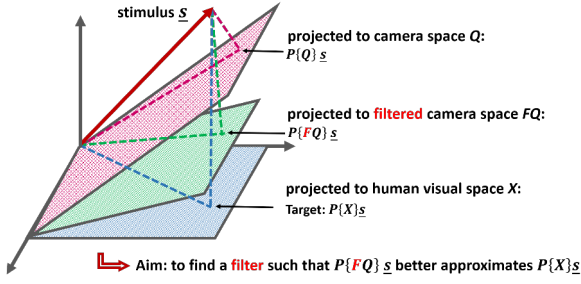 stimulus s
projected to camera space Q:
P{Q} s
projected to filtered camera space FQ:
P{FQ} s
projected to human visual space X:
Target: P{X}s
Aim: to find a filter such that P{FQ} s better approximates P{X}s